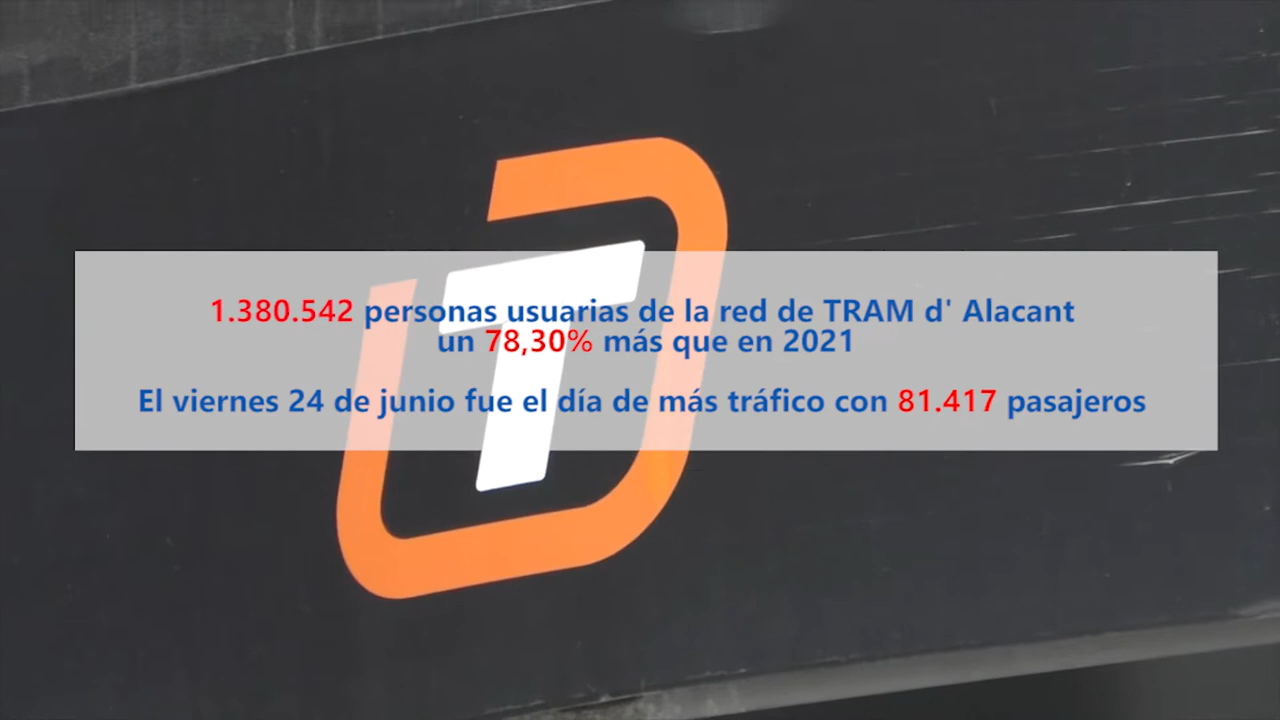 1.380.542 personas usuarias de la red de TRAM d' Alacant
un 78,30% más que en 2021
El viernes 24 de junio fue el día de más tráfico con 81.417 pasajeros
T